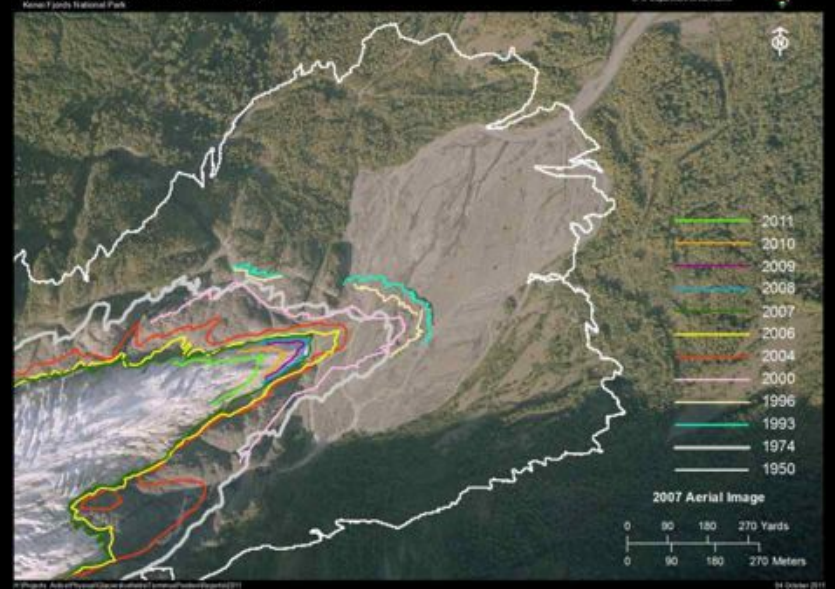 Kenai Fjords National Park
N
2011
2010
2009
2008
2007
2006
2004
2000
1996
1993
1974
1950
2007 Aerial Image
0 90 180 270 Yards
0 90 180 270 Meters
04 October 2011